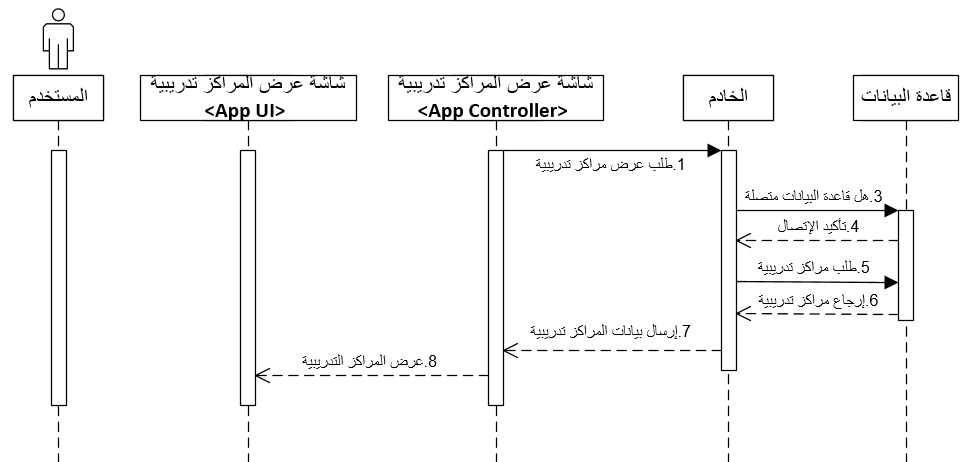 المستخدم
شاشة عرض المراكز تدريبية
<App UI>
شاشة عرض المراكز تدريبية
<App Controller>
الخادم
قاعدة البيانات
1.طلب عرض مراكز تدريبية
3.هل قاعدة البيانات متصلة
4.تأكيد الإتصال
5.طلب مراكز تدريبية
6.إرجاع مراكز تدريبية
7.إرسال بيانات المراكز تدريبية
8.عرض المراكز التدريبية